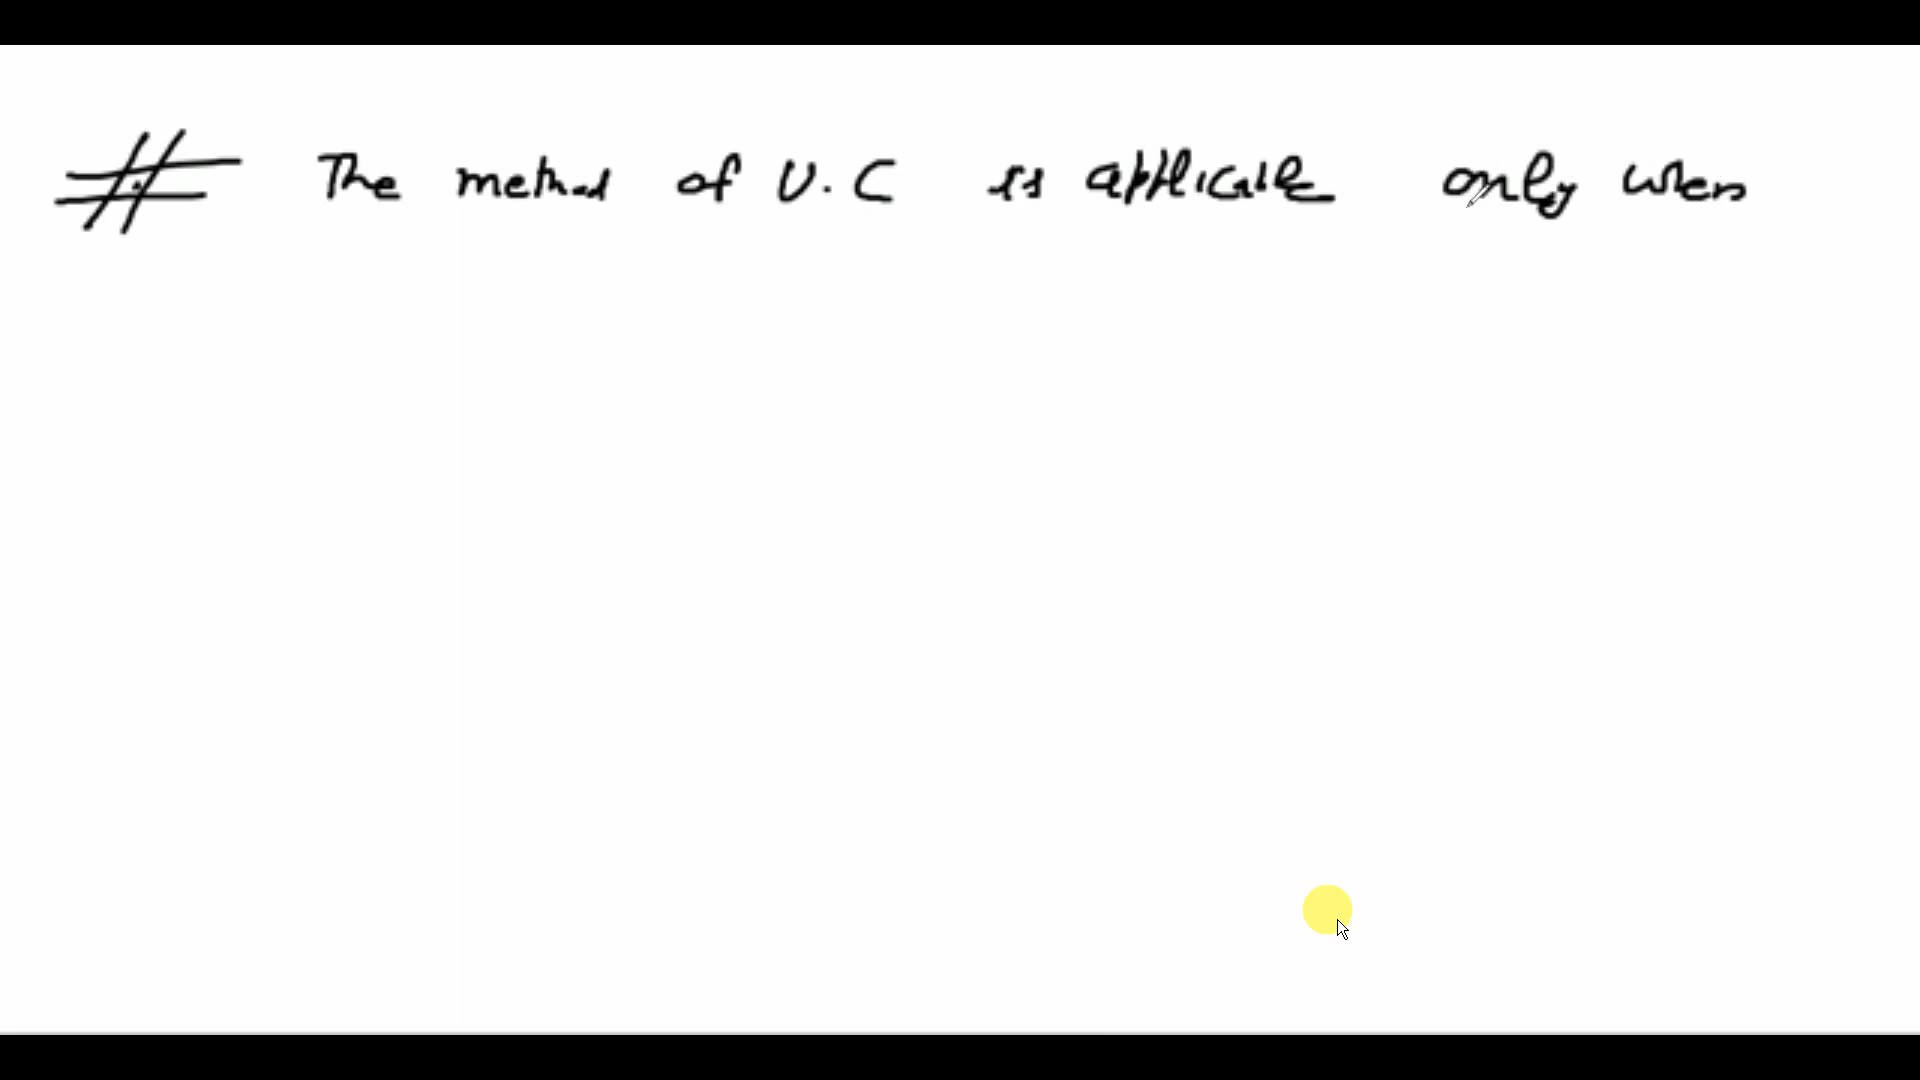 # The method of U.C is applicable only when